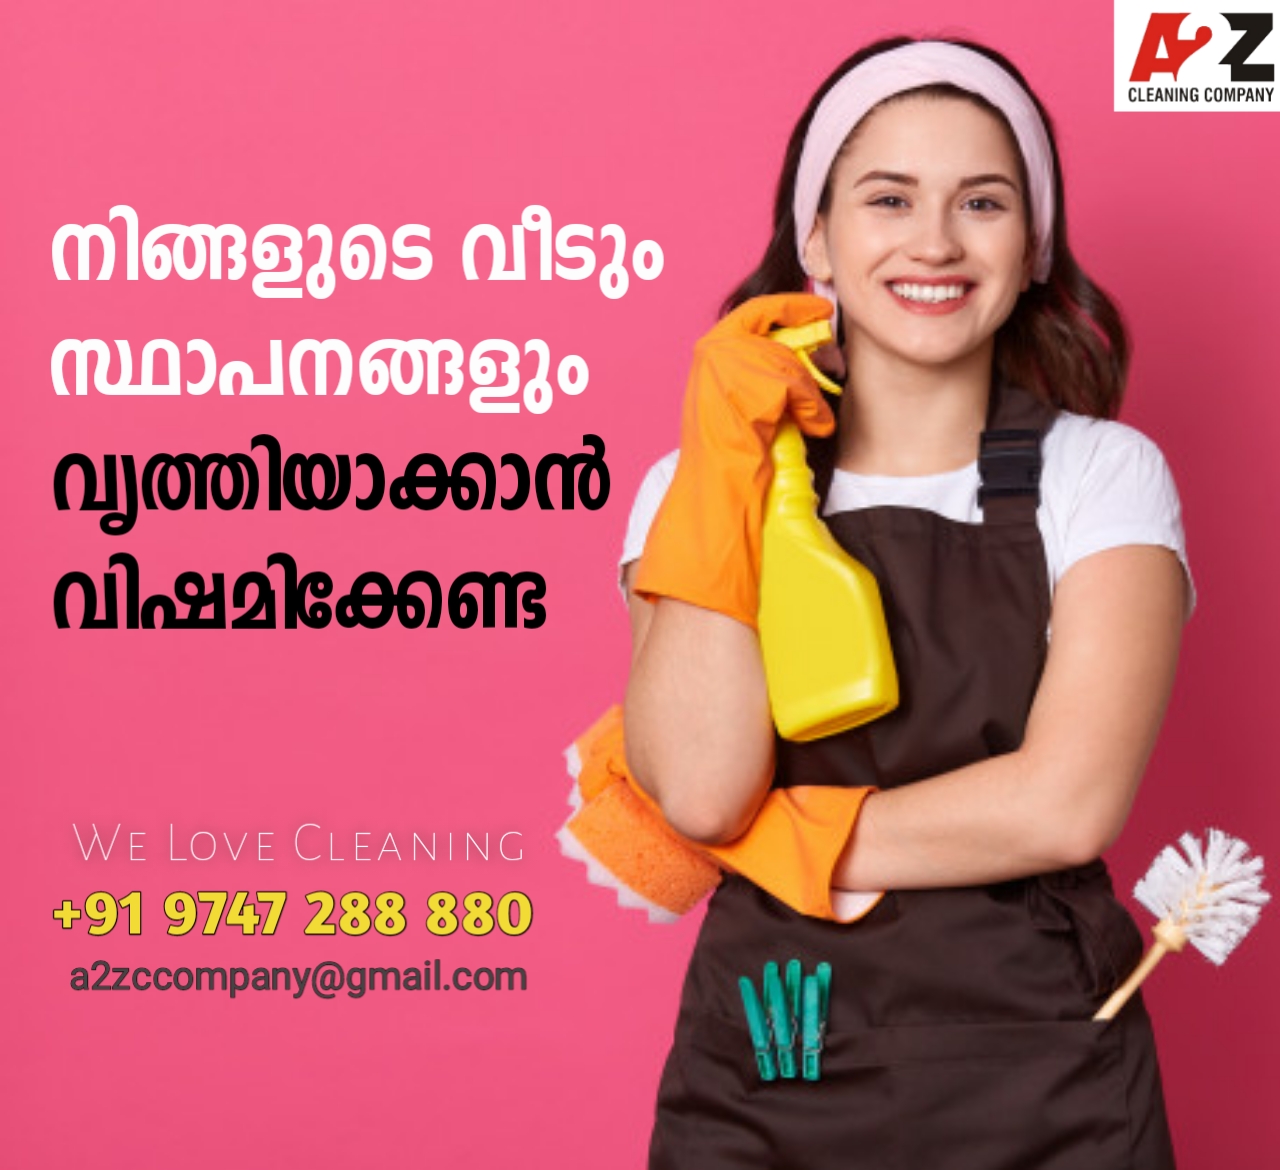 A2Z
CLEANING COMPANY
നിങ്ങളുടെ വീടും
സ്ഥാപനങ്ങളും
വൃത്തിയാക്കാൻ
വിഷമിക്കേണ്ട
WE LOVE CLEANING
+91 9747 288 880
a2zccompany@gmail.com